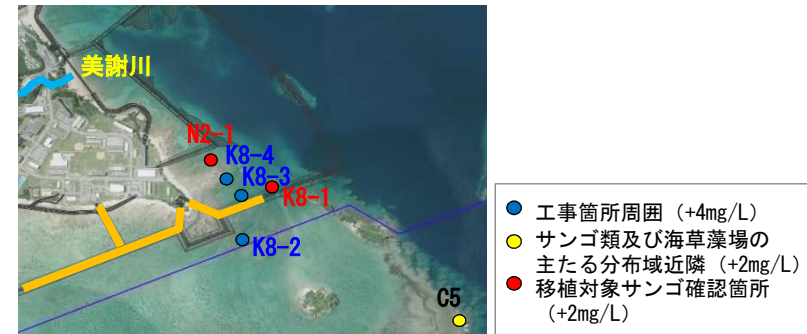 美謝川
N2-1
K8-4
K8-3
K8-1
K8-2
C5
工事箇所周囲（+4mg/L）
サンゴ類及び海草藻場の
主たる分布域近隣（+2mg/L）
移植対象サンゴ確認箇所
（+2mg/L）